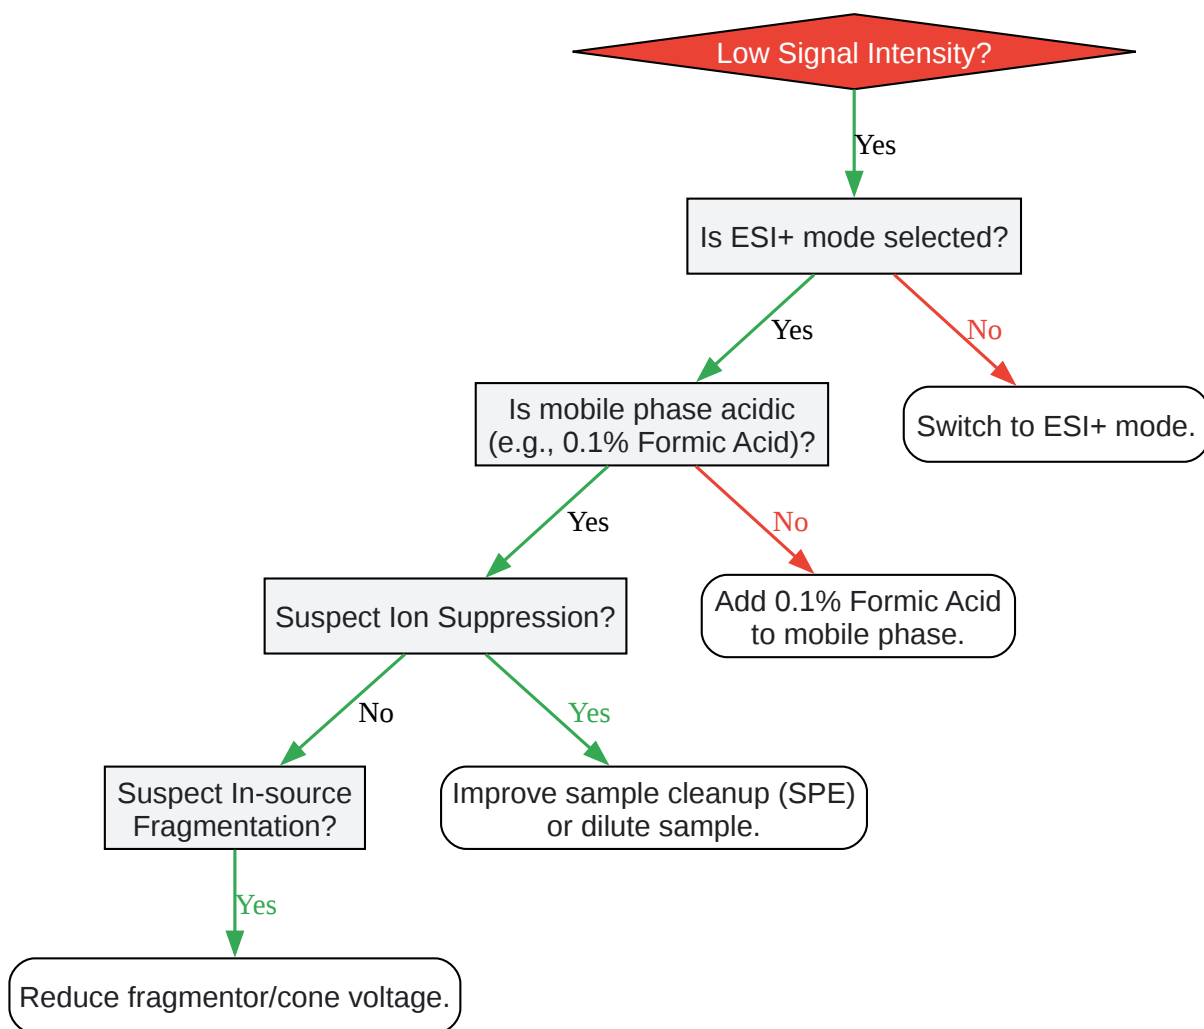 Low Signal Intensity?
Yes
Is ESI+ mode selected?
Yes
No
Is mobile phase acidic
(e.g., 0.1% Formic Acid)?
Switch to ESI+ mode.
Yes
No
Suspect Ion Suppression?
Add 0.1% Formic Acid
to mobile phase.
No
Yes
Suspect In-source
Fragmentation?
Improve sample cleanup (SPE)
or dilute sample.
Yes
Reduce fragmentor/cone voltage.